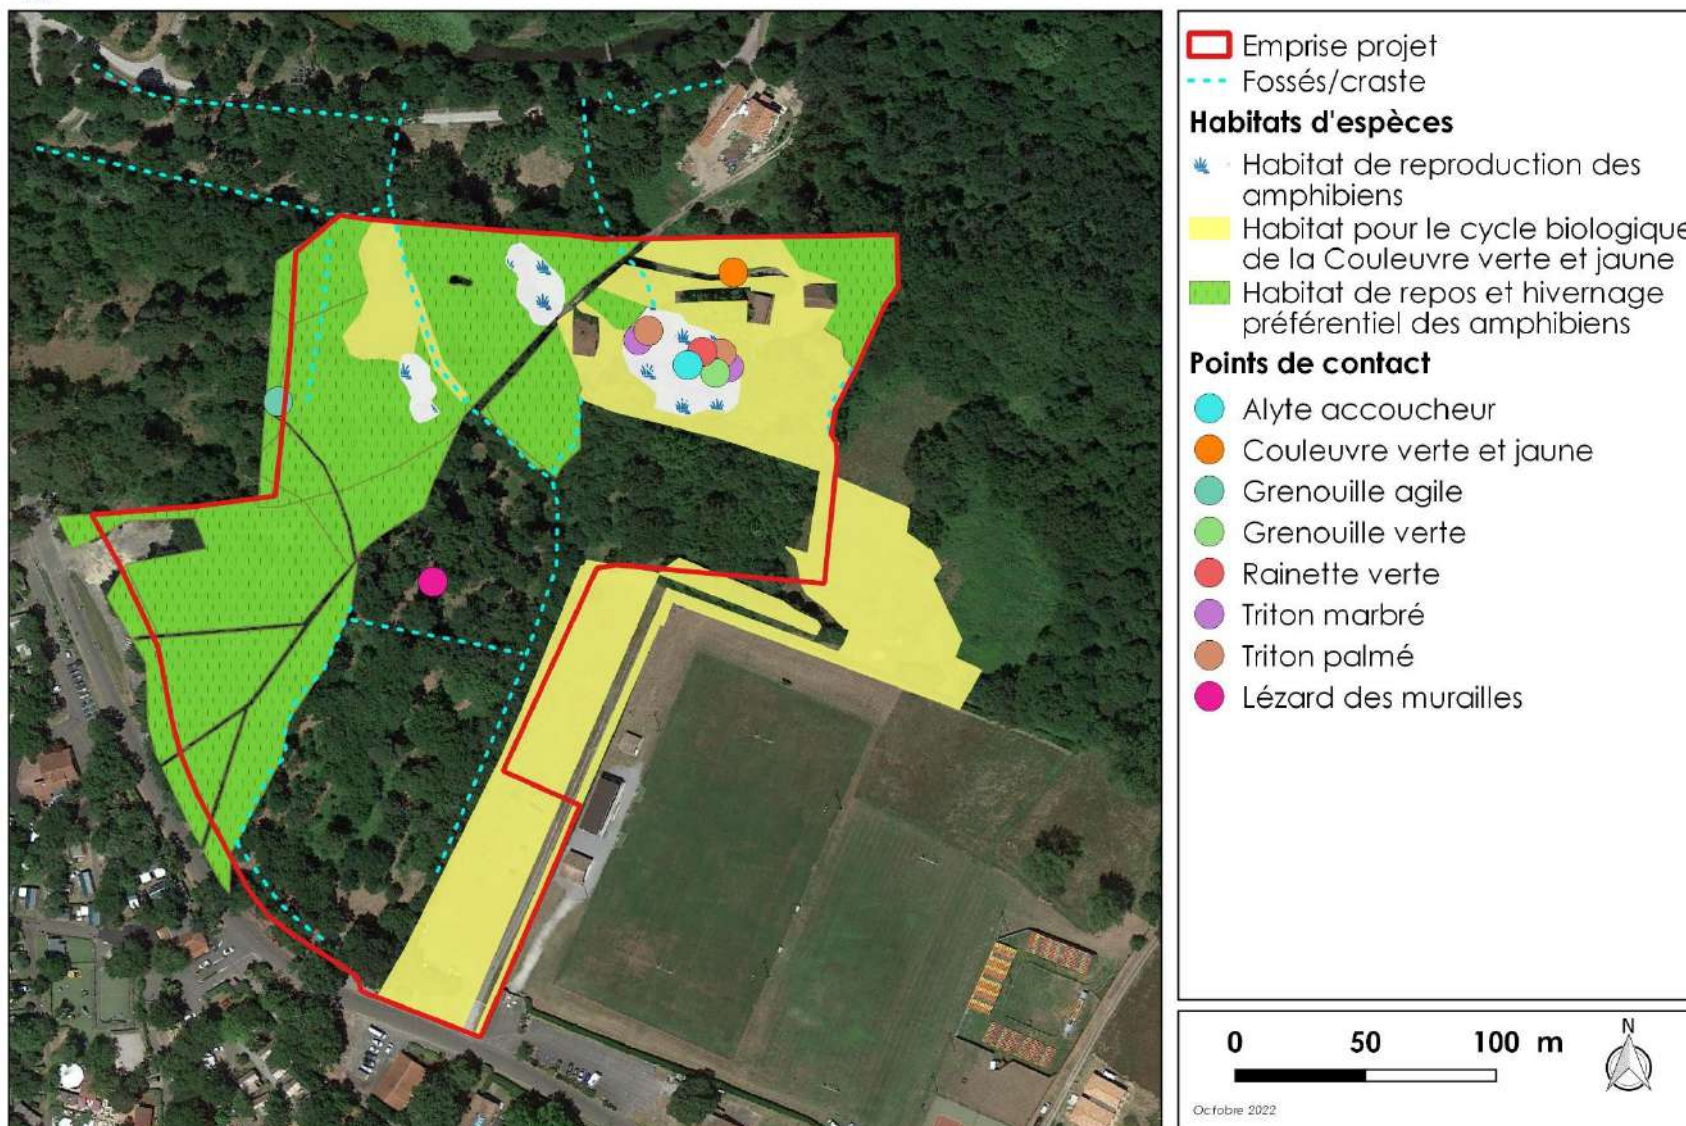 Emprise projet
Fossés/craste
Habitats d'espèces
Habitat de reproduction des
amphibiens
Habitat pour le cycle biologique
de la Couleuvre verte et jaune
Habitat de repos et hivernage
préférentiel des amphibiens
Points de contact
Alyte accoucheur
Couleuvre verte et jaune
Grenouille agile
Grenouille verte
Rainette verte
Triton marbré
Triton palmé
Lézard des murailles
0 50 100 m
N
Octobre 2022